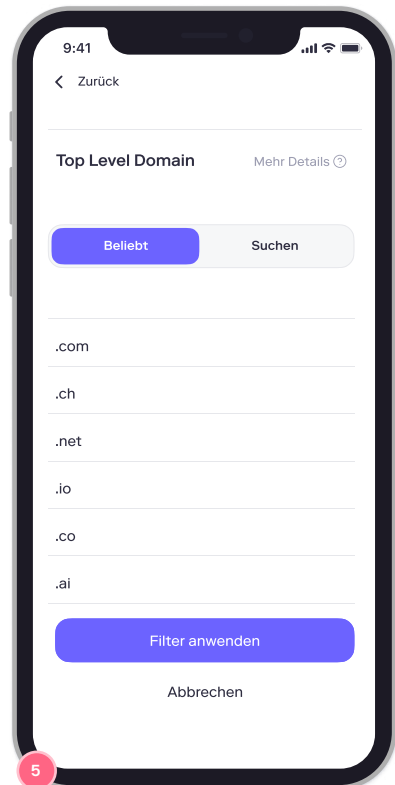 9:41
Zurück
Top Level Domain
Mehr Details ?
Beliebt
Suchen
.com
.ch
.net
.io
.co
.ai
Filter anwenden
Abbrechen
5